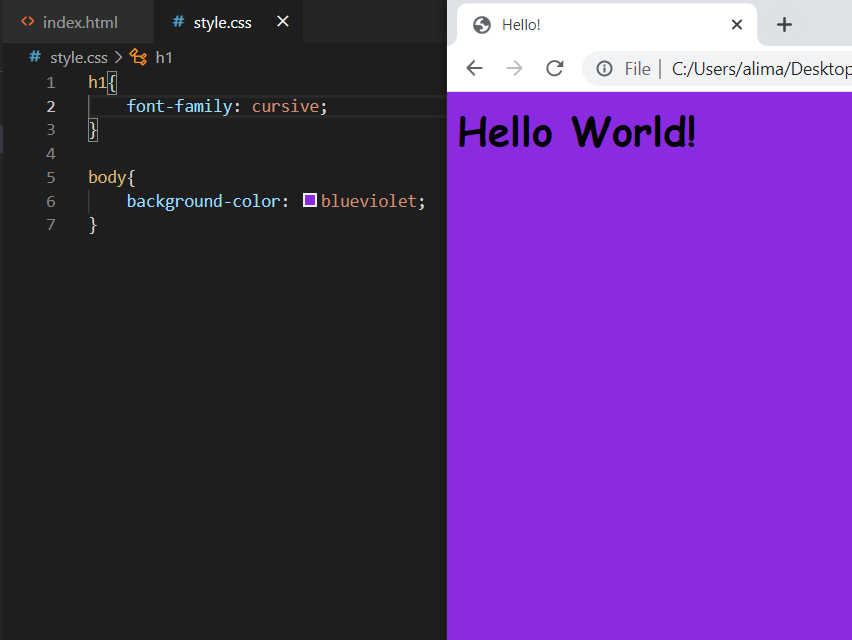 index.html
style.css
style.css > h1
1 h1{
2 font-family: cursive;
3 }
4
5 body{
6 background-color: blueviolet;
7 }
Hello!
File | C:/Users/alima/Desktop
Hello World!